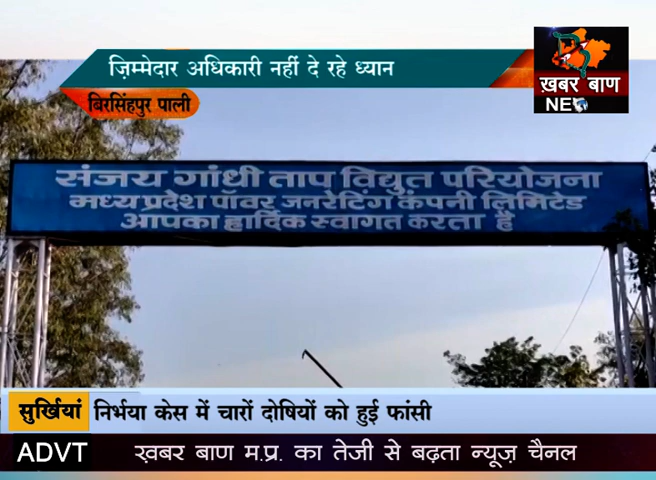 ज़िम्मेदार अधिकारी नहीं दे रहे ध्यान
बिरसिंहपुर पाली
ख़बर बाण
NEWS
संजय गांधी ताप विद्युत परियोजना
मध्य प्रदेश पॉवर जनरेटिंग कंपनी लिमिटेड
आपका हार्दिक स्वागत करता है
सुर्खियां निर्भया केस में चारों दोषियों को हुई फांसी
ADVT ख़बर बाण म.प्र. का तेजी से बढ़ता न्यूज़ चैनल